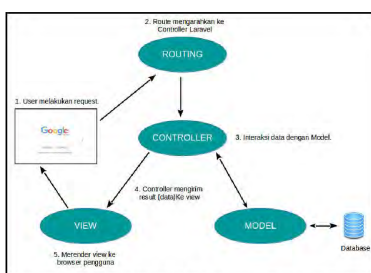 2. Route mengarahkan ke
Controller Laravel
ROUTING
1. User melakukan request.
Google
CONTROLLER
3. Interaksi data dengan Model.
4. Controller mengirim
result (data)Ke view
VIEW
MODEL
Database
5. Merender view ke
browser pengguna